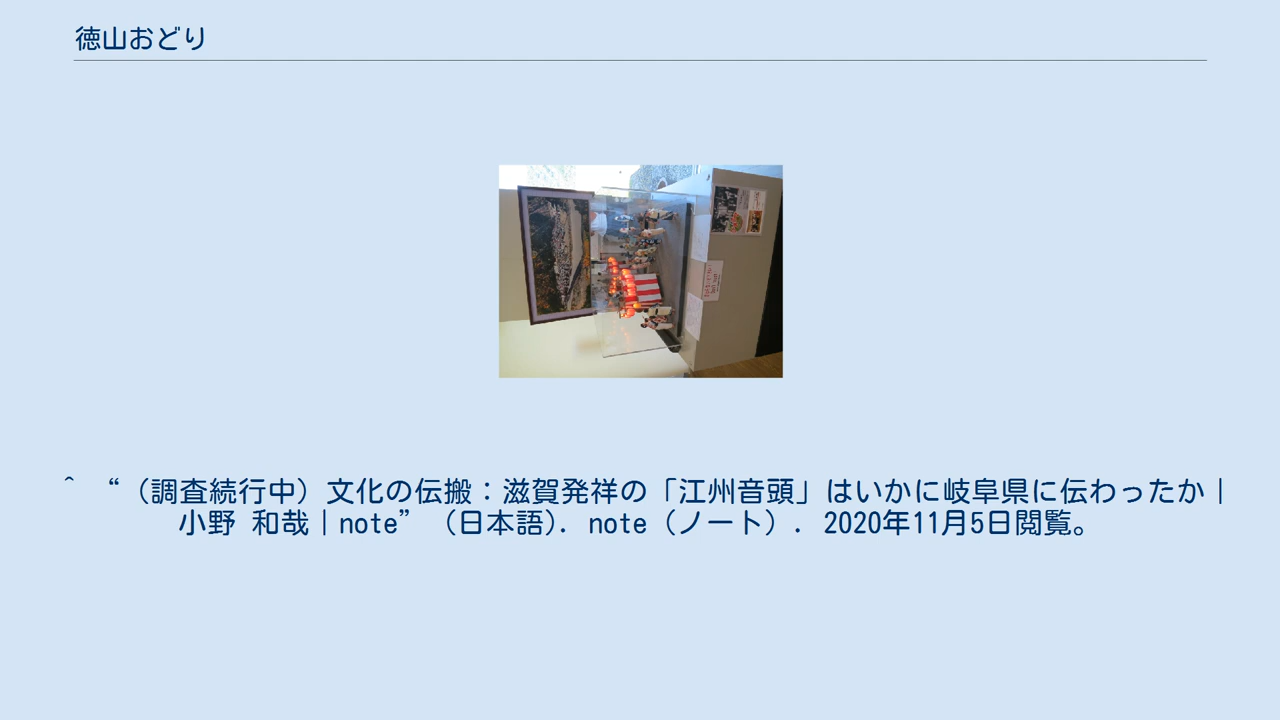 徳山おどり
^ “（調査続行中）文化の伝搬：滋賀発祥の「江州音頭」はいかに岐阜県に伝わったか｜
小野 和哉｜note” （日本語）. note（ノート）. 2020年11月5日閲覧。